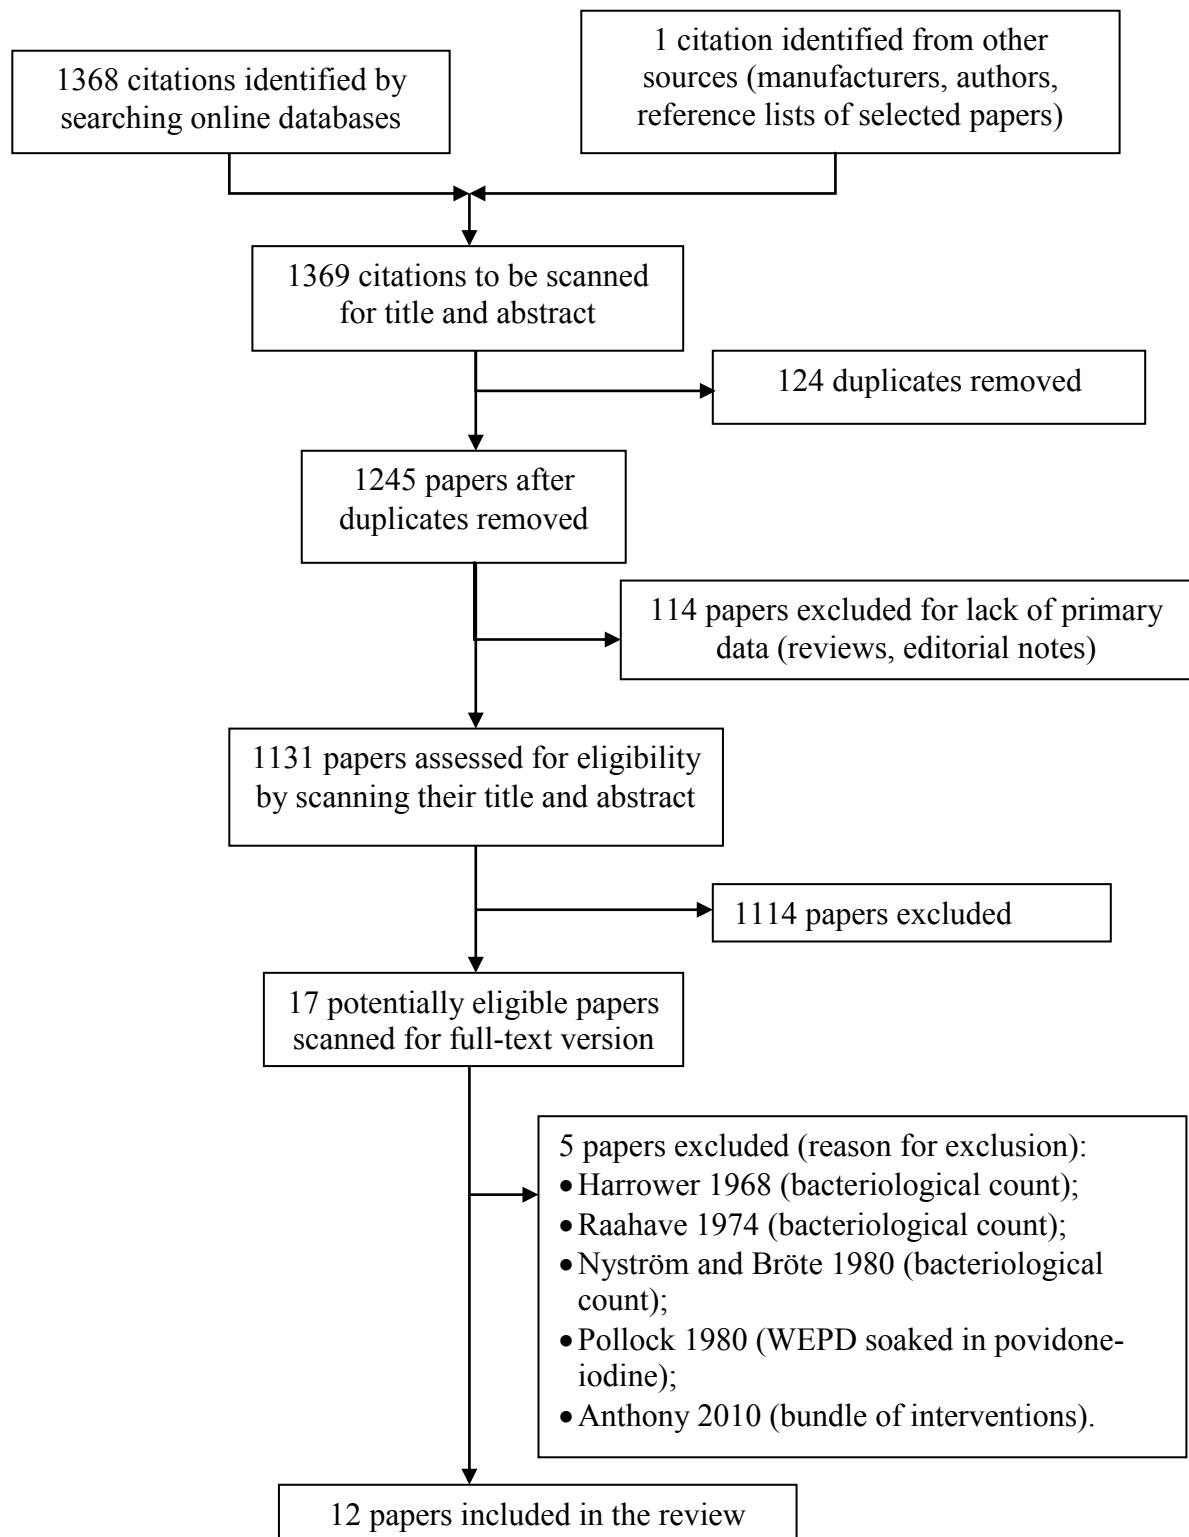 1368 citations identified by
searching online databases
1 citation identified from other
sources (manufacturers, authors,
reference lists of selected papers)
1369 citations to be scanned
for title and abstract
124 duplicates removed
1245 papers after
duplicates removed
114 papers excluded for lack of primary
data (reviews, editorial notes)
1131 papers assessed for eligibility
by scanning their title and abstract
1114 papers excluded
17 potentially eligible papers
scanned for full-text version
5 papers excluded (reason for exclusion):
• Harrower 1968 (bacteriological count);
• Raahave 1974 (bacteriological count);
• Nyström and Bröte 1980 (bacteriological
count);
• Pollock 1980 (WEPD soaked in povidone-
iodine);
• Anthony 2010 (bundle of interventions).
12 papers included in the review